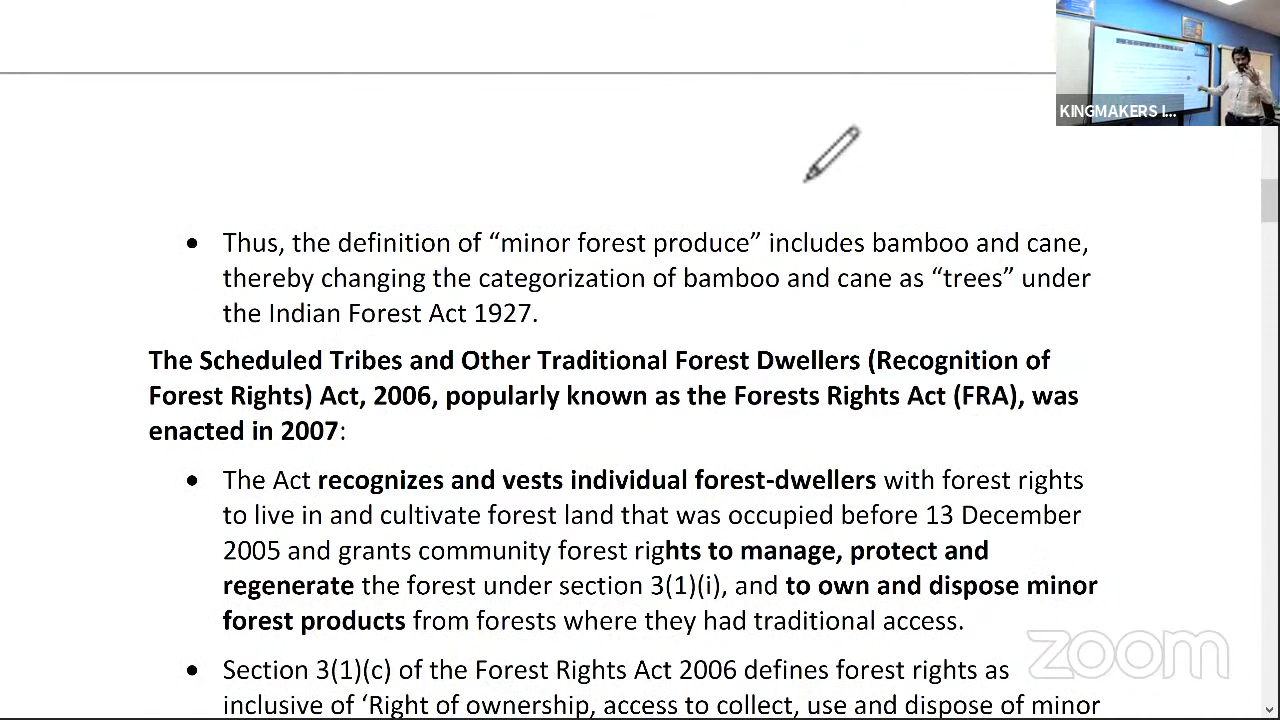 KINGMAKERS I...
• Thus, the definition of “minor forest produce” includes bamboo and cane,
thereby changing the categorization of bamboo and cane as “trees” under
the Indian Forest Act 1927.
The Scheduled Tribes and Other Traditional Forest Dwellers (Recognition of
Forest Rights) Act, 2006, popularly known as the Forests Rights Act (FRA), was
enacted in 2007:
• The Act recognizes and vests individual forest-dwellers with forest rights
to live in and cultivate forest land that was occupied before 13 December
2005 and grants community forest rights to manage, protect and
regenerate the forest under section 3(1)(i), and to own and dispose minor
forest products from forests where they had traditional access.
zoom
• Section 3(1)(c) of the Forest Rights Act 2006 defines forest rights as
inclusive of ‘Right of ownership, access to collect, use and dispose of minor